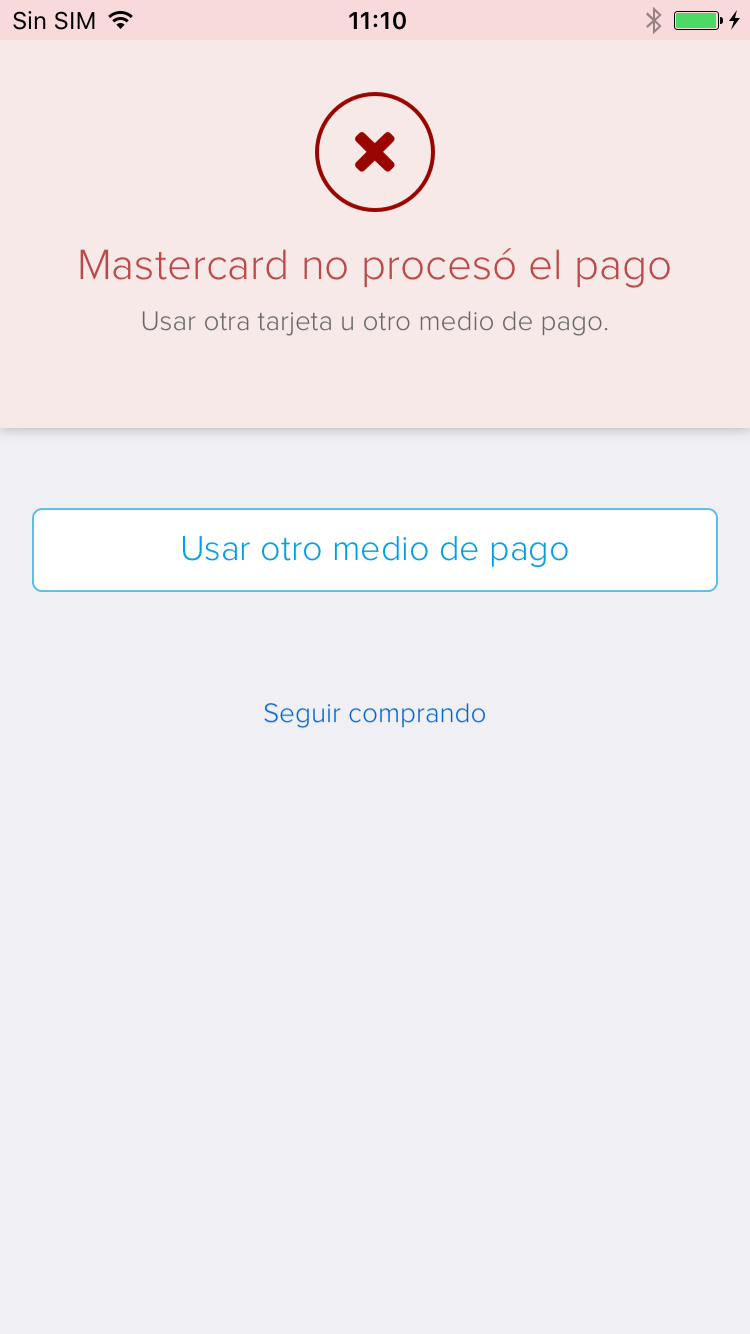 Sin SIM 11:10
Mastercard no procesó el pago
Usar otra tarjeta u otro medio de pago.
Usar otro medio de pago
Seguir comprando